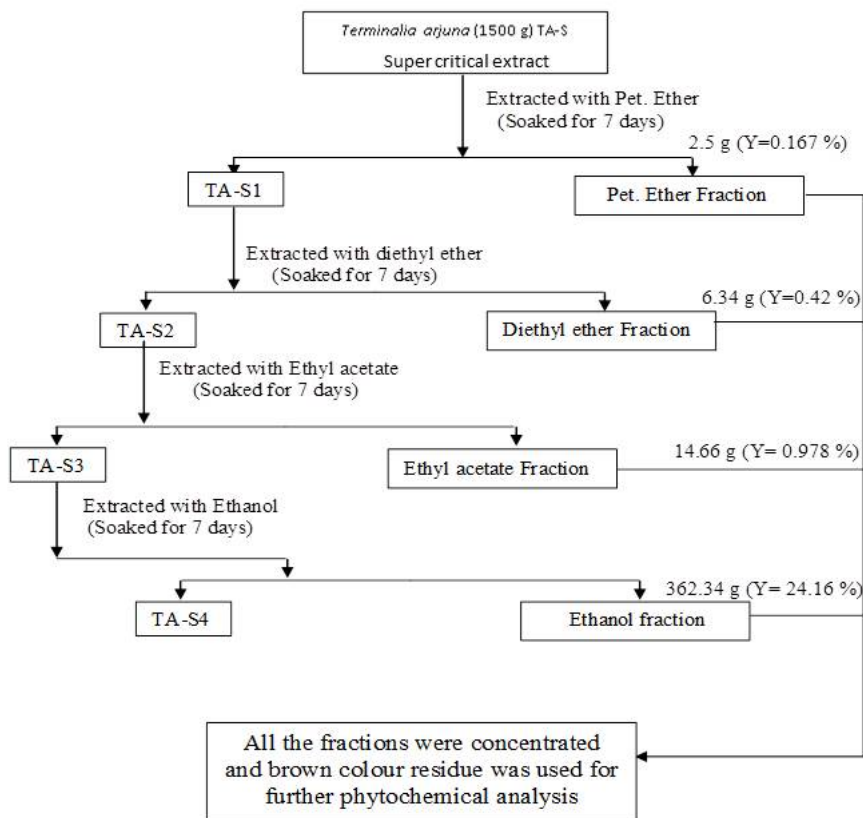 Terminalia arjuna (1500 g) TA-S
Super critical extract
Extracted with Pet. Ether
(Soaked for 7 days)
2.5 g (Y=0.167 %)
TA-S1
Pet. Ether Fraction
Extracted with diethyl ether
(Soaked for 7 days)
6.34 g (Y=0.42 %)
TA-S2
Diethyl ether Fraction
Extracted with Ethyl acetate
(Soaked for 7 days)
14.66 g (Y= 0.978 %)
TA-S3
Ethyl acetate Fraction
Extracted with Ethanol
(Soaked for 7 days)
362.34 g (Y= 24.16 %)
TA-S4
Ethanol fraction
All the fractions were concentrated
and brown colour residue was used for
further phytochemical analysis